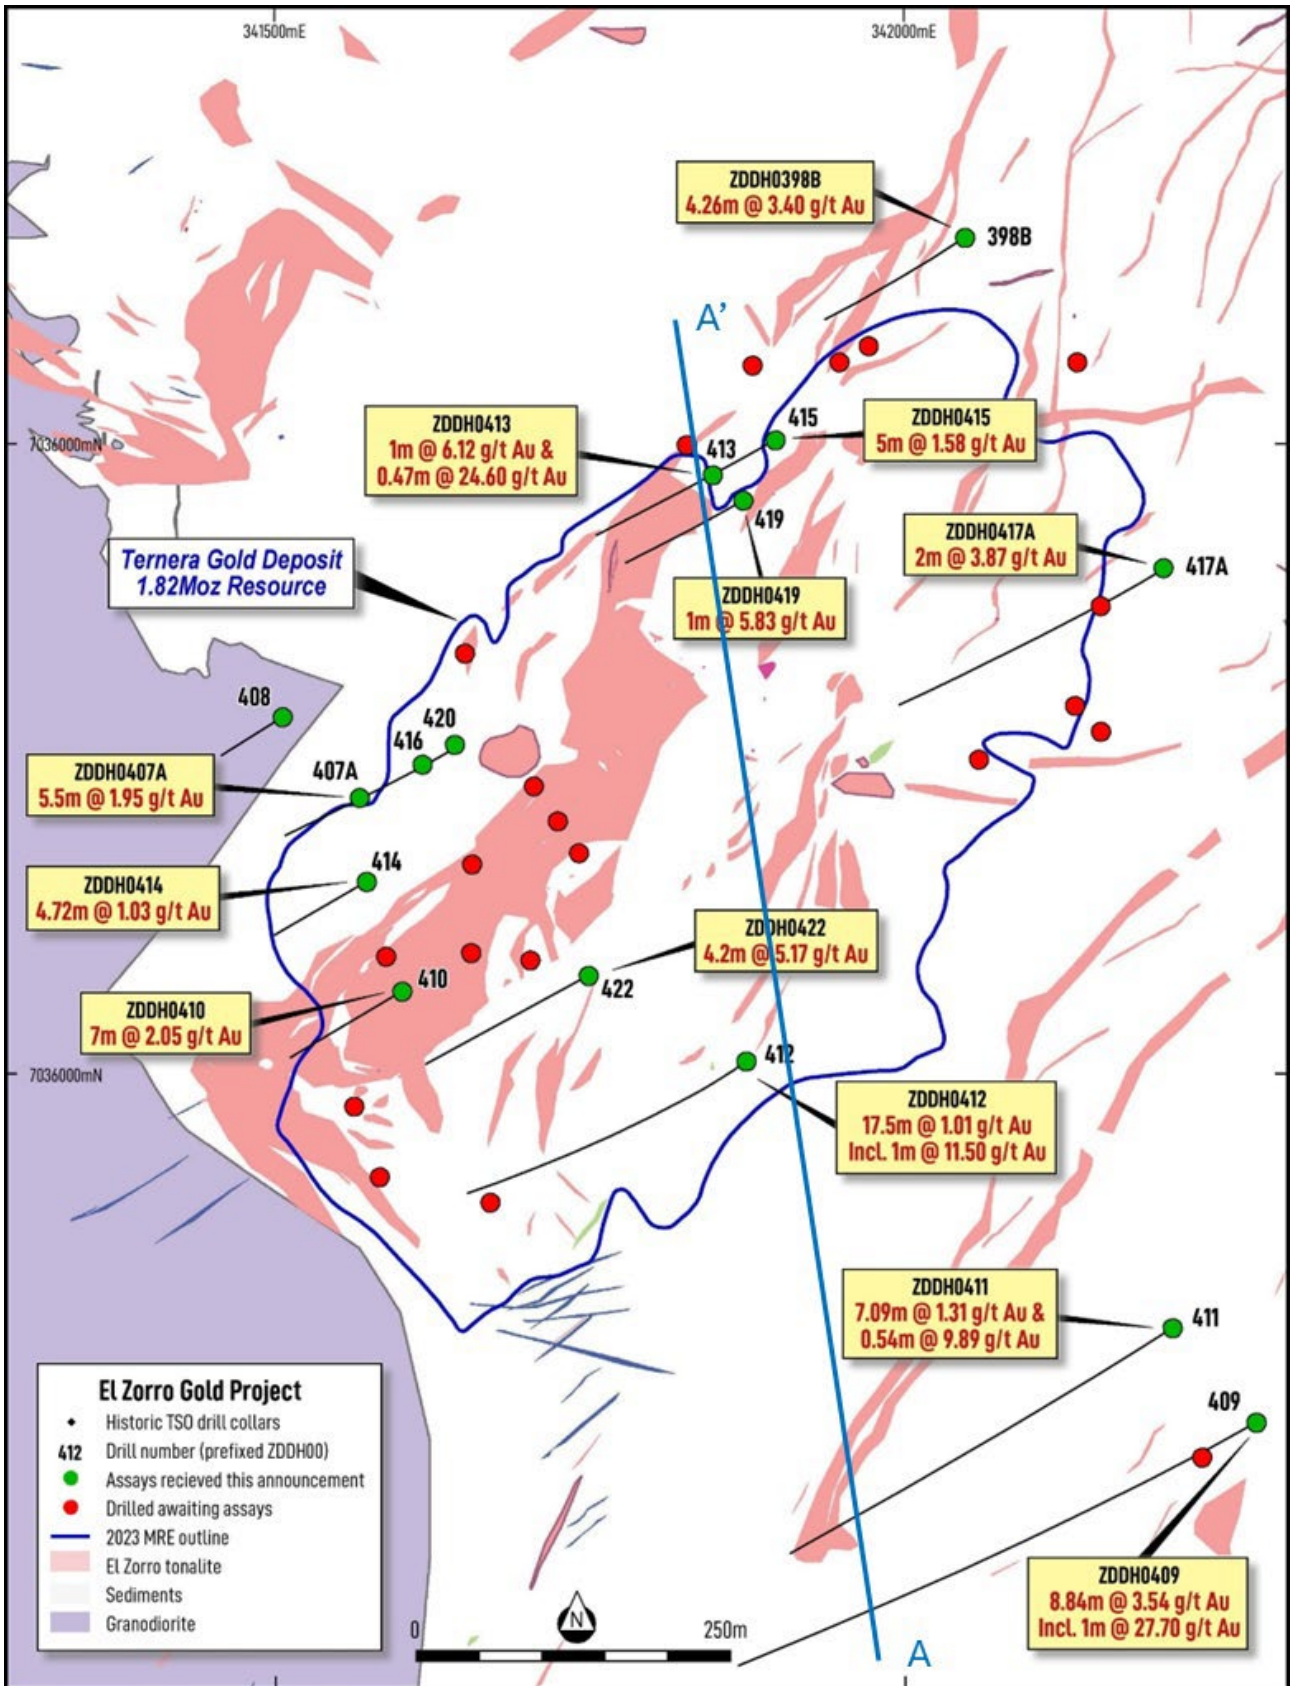 341500mE
342000mE
ZDDH0398B
4.26m @ 3.40 g/t Au
398B
A'
ZDDH0413
1m @ 6.12 g/t Au &
0.47m @ 24.60 g/t Au
415
ZDDH0415
5m @ 1.58 g/t Au
7036000mN
413
419
ZDDH0417A
2m @ 3.87 g/t Au
417A
Ternera Gold Deposit
1.82Moz Resource
ZDDH0419
1m @ 5.83 g/t Au
408
420
416
407A
ZDDH0407A
5.5m @ 1.95 g/t Au
414
ZDDH0414
4.72m @ 1.03 g/t Au
ZDDH0422
4.2m @ 5.17 g/t Au
410
422
ZDDH0410
7m @ 2.05 g/t Au
412
7036000mN
ZDDH0412
17.5m @ 1.01 g/t Au
Incl. 1m @ 11.50 g/t Au
ZDDH0411
7.09m @ 1.31 g/t Au &
0.54m @ 9.89 g/t Au
411
409
El Zorro Gold Project
Historic TSO drill collars
412 Drill number (prefixed ZDDH00)
Assays recieved this announcement
Drilled awaiting assays
2023 MRE outline
El Zorro tonalite
Sediments
Granodiorite
ZDDH0409
8.84m @ 3.54 g/t Au
Incl. 1m @ 27.70 g/t Au
N
0 250m
A